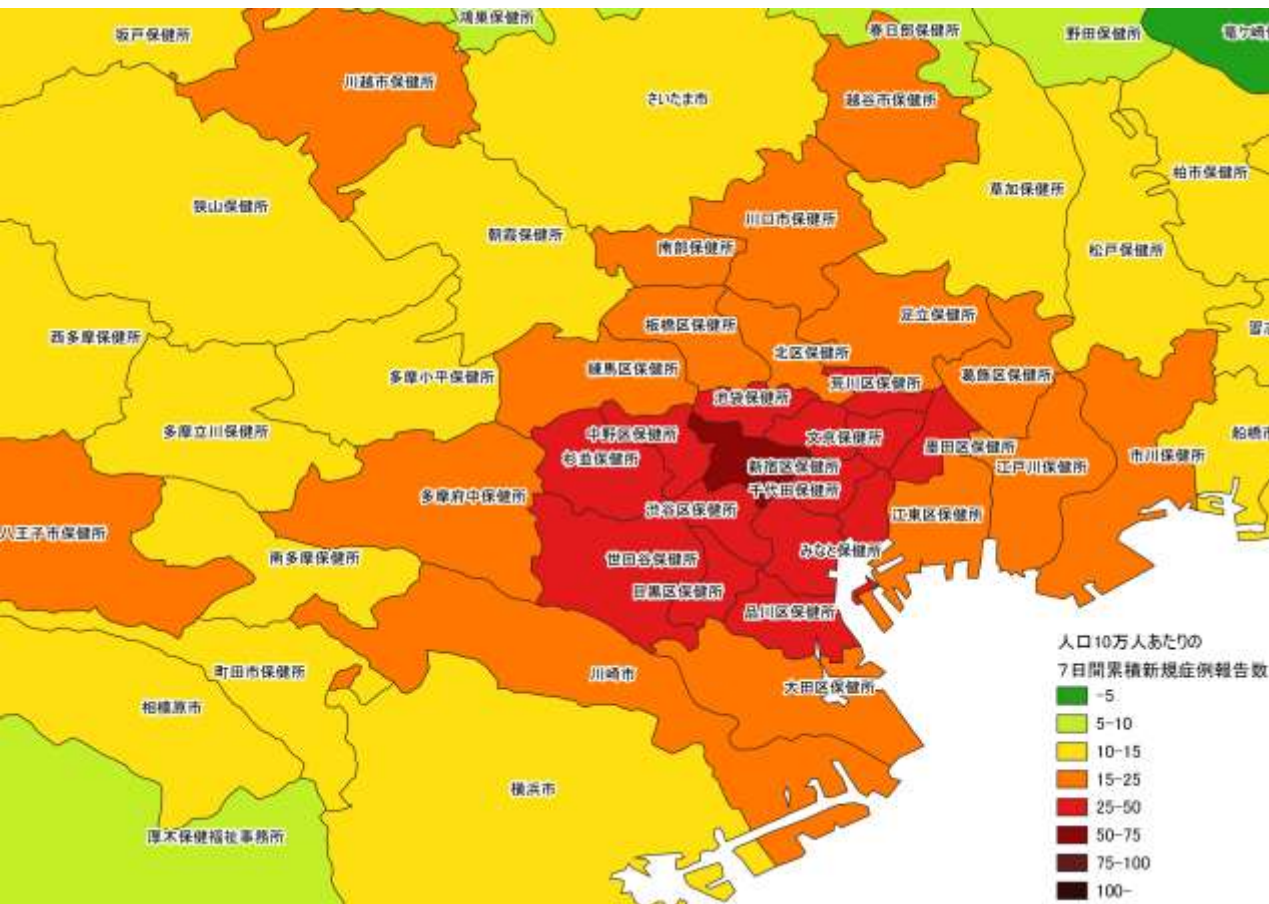 鴻巣保健所
春日部保健所
坂戸保健所
野田保健所
竜ケ崎
川越市保健所
さいたま市
越谷市保健所
柏市保健所
草加保健所
狭山保健所
川口市保健所
朝霞保健所
南部保健所
松戸保健所
足立保健所
板橋区保健所
西多摩保健所
北区保健所
練馬区保健所
多摩小平保健所
荒川区保健所
葛飾区保健所
池袋保健所
多摩立川保健所
中野区保健所
文京保健所
船橋市
墨田区保健所
杉並保健所
新宿区保健所
江戸川保健所
市川保健所
千代田保健所
多摩府中保健所
渋谷区保健所
江東区保健所
八王子市保健所
みなと保健所
南多摩保健所
世田谷保健所
目黒区保健所
品川区保健所
町田市保健所
川崎市
大田区保健所
相模原市
横浜市
厚木保健福祉事務所
人口10万人あたりの
7日間累積新規症例報告数
-5
5-10
10-15
15-25
25-50
50-75
75-100
100-